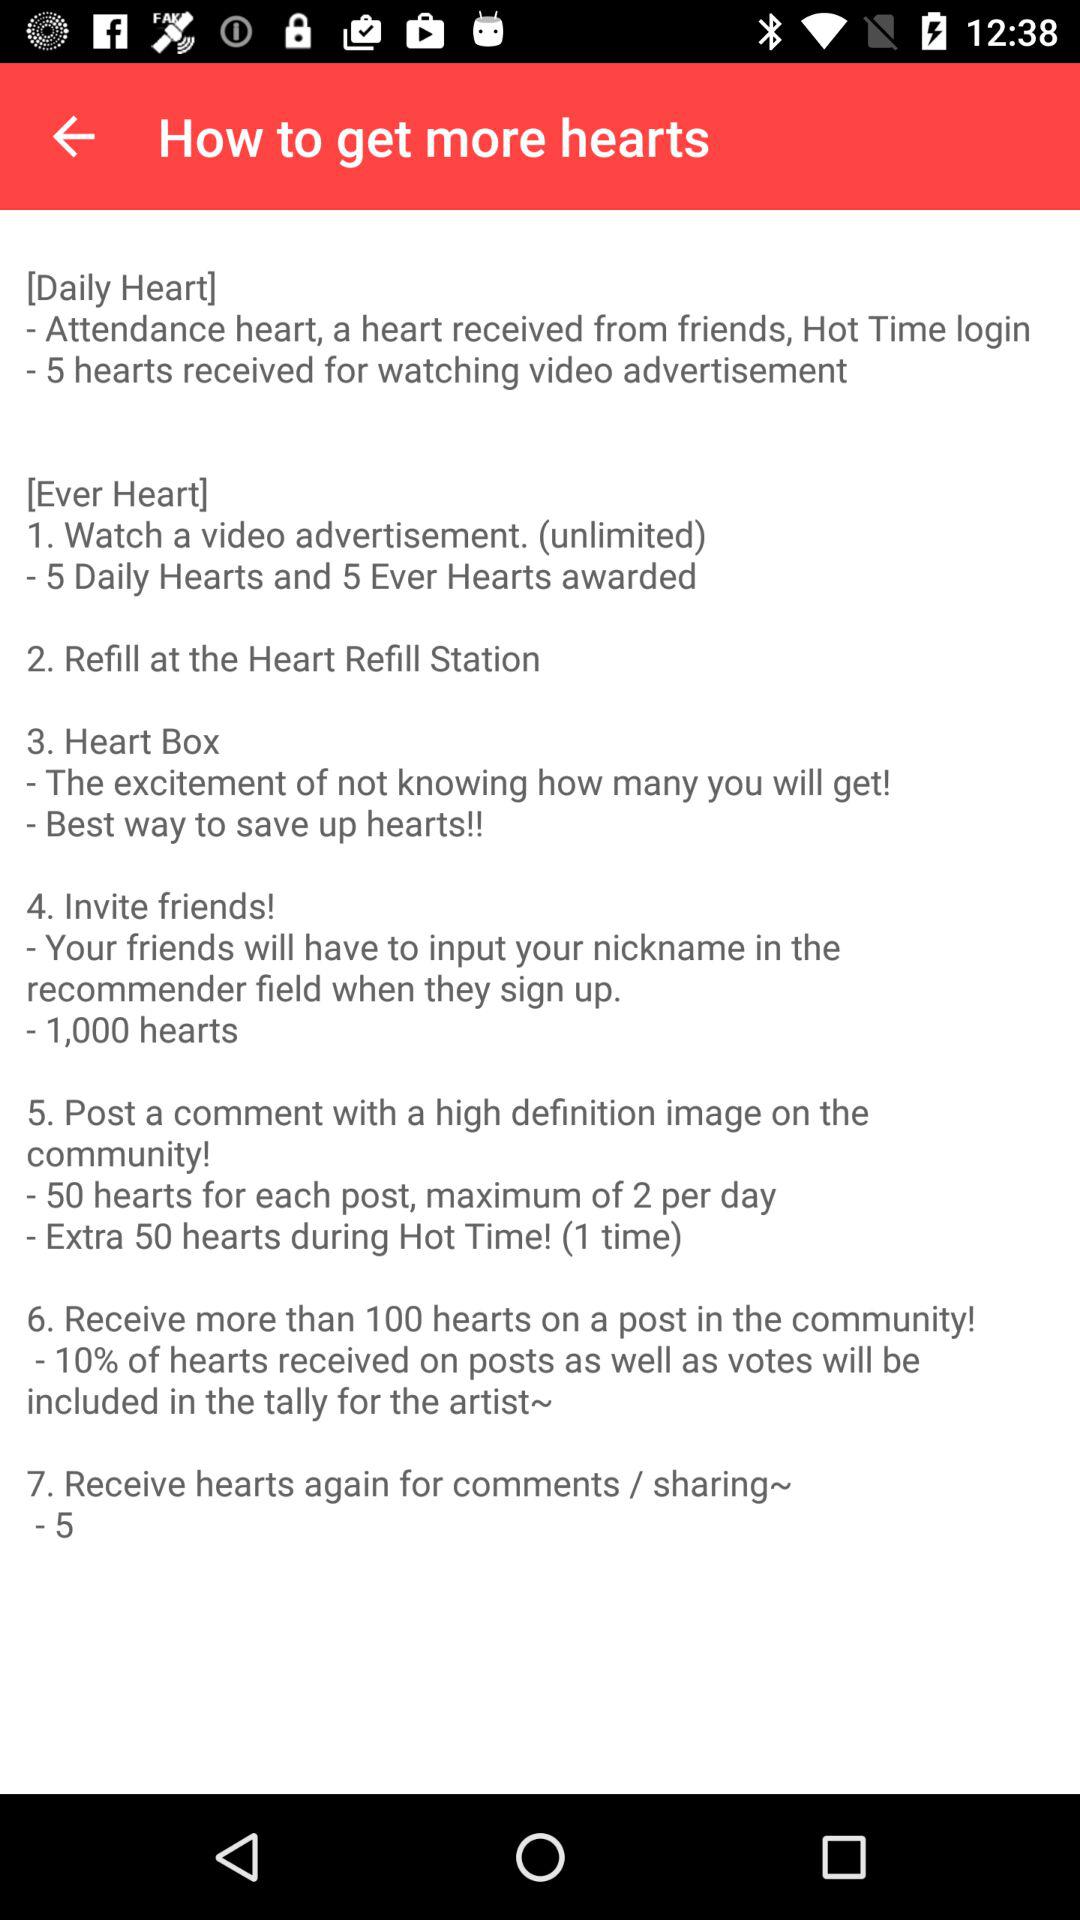 FAKE
12:38
How to get more hearts
[Daily Heart]
- Attendance heart, a heart received from friends, Hot Time login
- 5 hearts received for watching video advertisement
[Ever Heart]
1. Watch a video advertisement. (unlimited)
- 5 Daily Hearts and 5 Ever Hearts awarded
2. Refill at the Heart Refill Station
3. Heart Box
- The excitement of not knowing how many you will get!
- Best way to save up hearts!!
4. Invite friends!
- Your friends will have to input your nickname in the
recommender field when they sign up.
- 1,000 hearts
5. Post a comment with a high definition image on the
community!
- 50 hearts for each post, maximum of 2 per day
- Extra 50 hearts during Hot Time! (1 time)
6. Receive more than 100 hearts on a post in the community!
- 10% of hearts received on posts as well as votes will be
included in the tally for the artist~
7. Receive hearts again for comments / sharing~
- 5